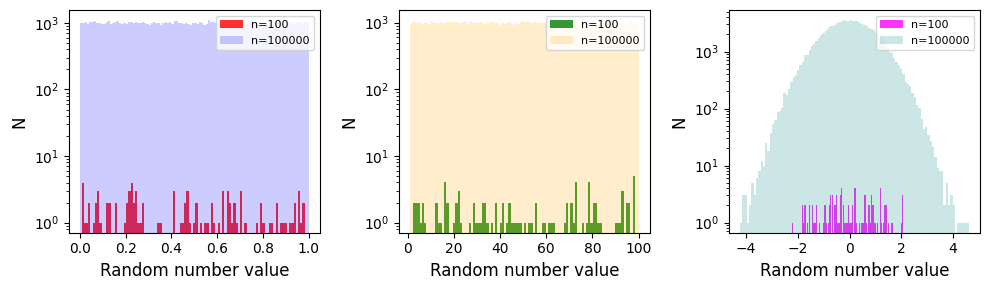 n=100
n=100000
N
10³
10²
10¹
10⁰
0.0 0.2 0.4 0.6 0.8 1.0
Random number value
n=100
n=100000
N
10³
10²
10¹
10⁰
0 20 40 60 80 100
Random number value
n=100
n=100000
N
10³
10²
10¹
10⁰
−4 −2 0 2 4
Random number value